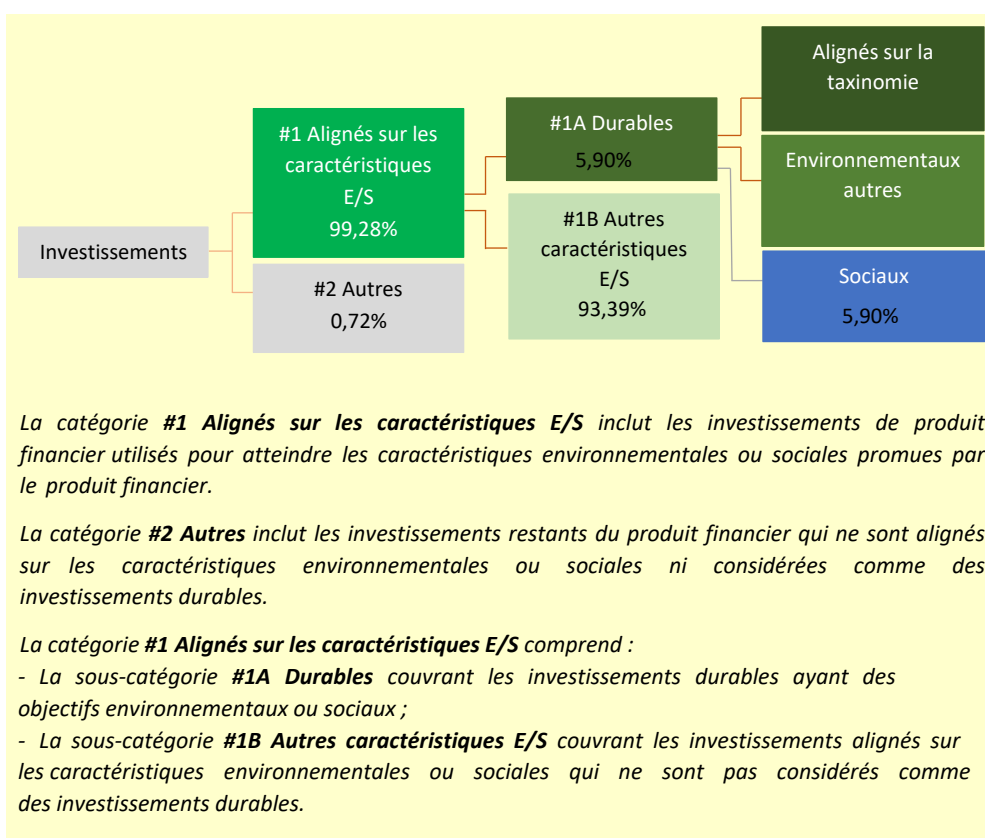 Investissements
#1 Alignés sur les
caractéristiques
E/S
99,28%
#2 Autres
0,72%
#1A Durables
5,90%
#1B Autres
caractéristiques
E/S
93,39%
Alignés sur la
taxinomie
Environnementaux
autres
Sociaux
5,90%
La catégorie #1 Alignés sur les caractéristiques E/S inclut les investissements de produit
financier utilisés pour atteindre les caractéristiques environnementales ou sociales promues par
le produit financier.
La catégorie #2 Autres inclut les investissements restants du produit financier qui ne sont alignés
sur les caractéristiques environnementales ou sociales ni considérées comme des
investissements durables.
La catégorie #1 Alignés sur les caractéristiques E/S comprend :
- La sous-catégorie #1A Durables couvrant les investissements durables ayant des
objectifs environnementaux ou sociaux ;
- La sous-catégorie #1B Autres caractéristiques E/S couvrant les investissements alignés sur
les caractéristiques environnementales ou sociales qui ne sont pas considérés comme
des investissements durables.